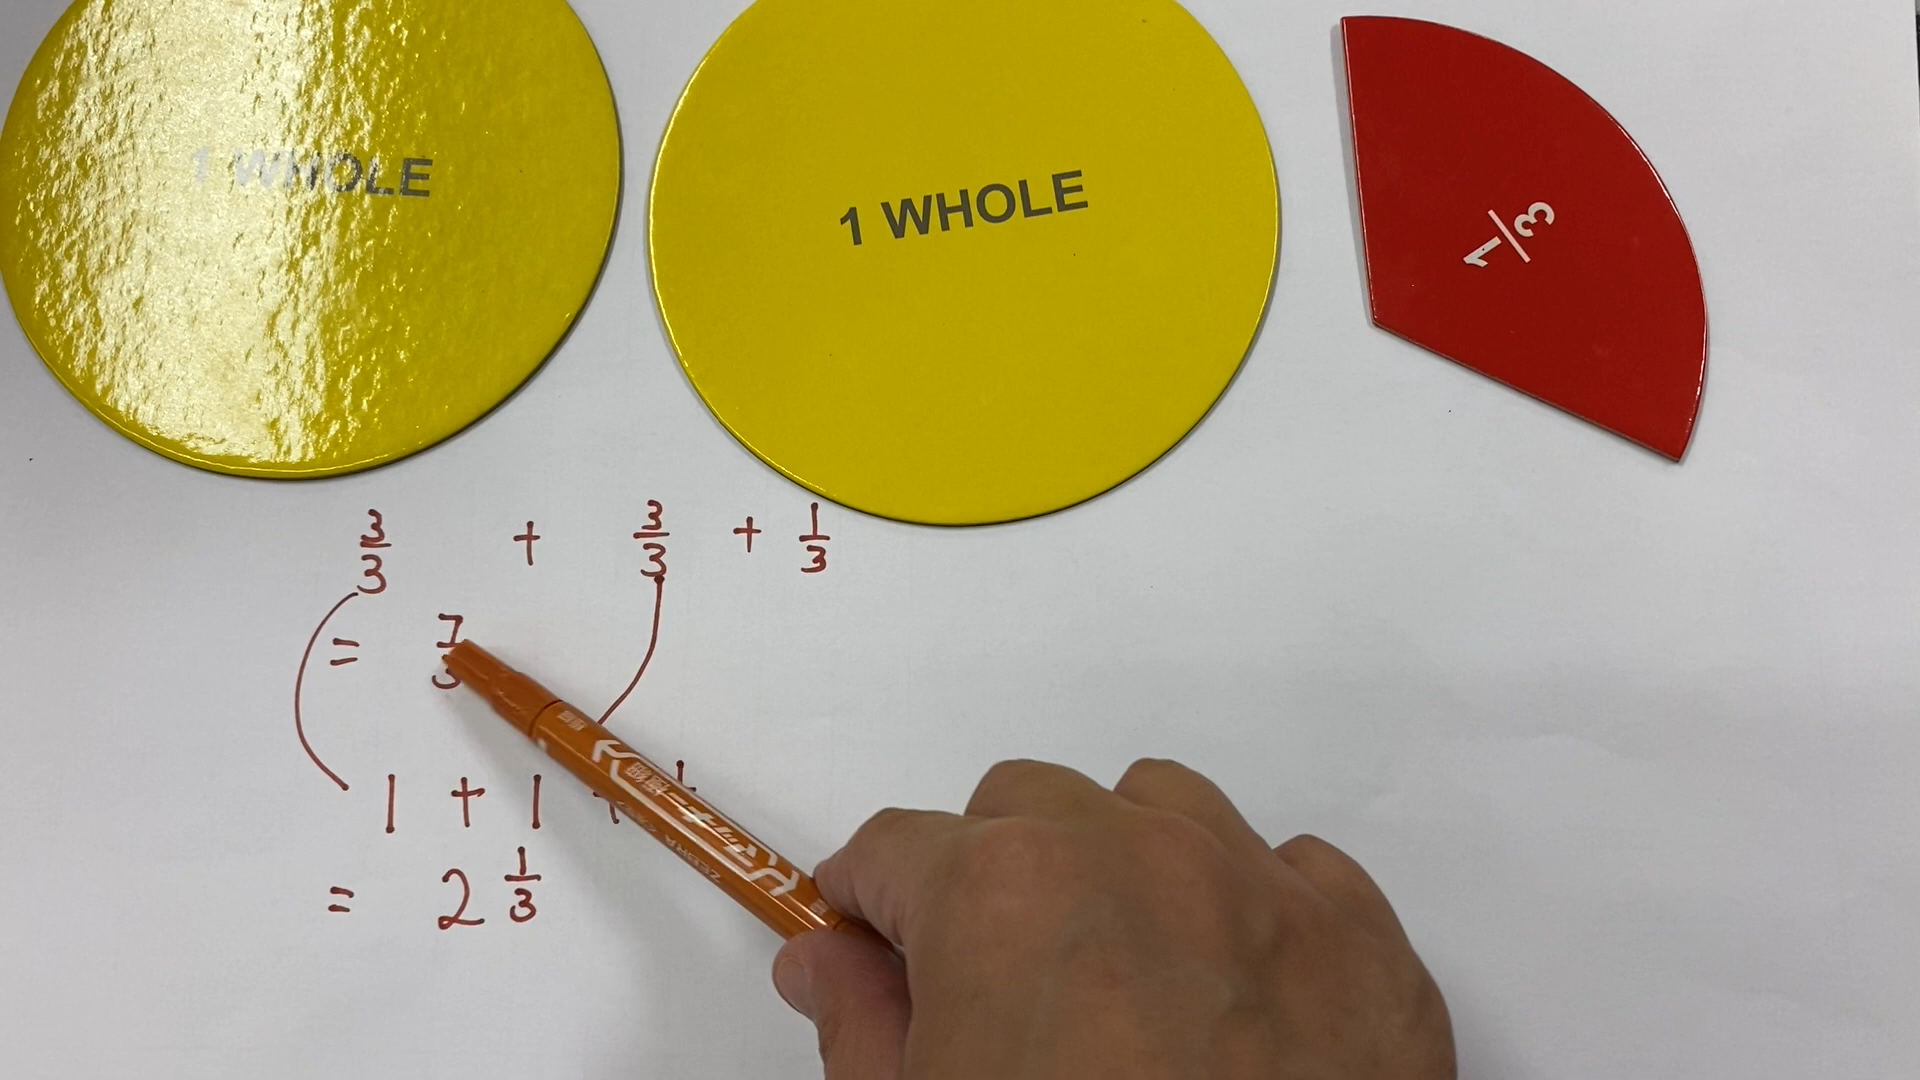 1 WHOLE
1 WHOLE
1/3
3/3 + 3/3 + 1/3
= 7/3
1 + 1 +
= 2 1/3
ZEBRA